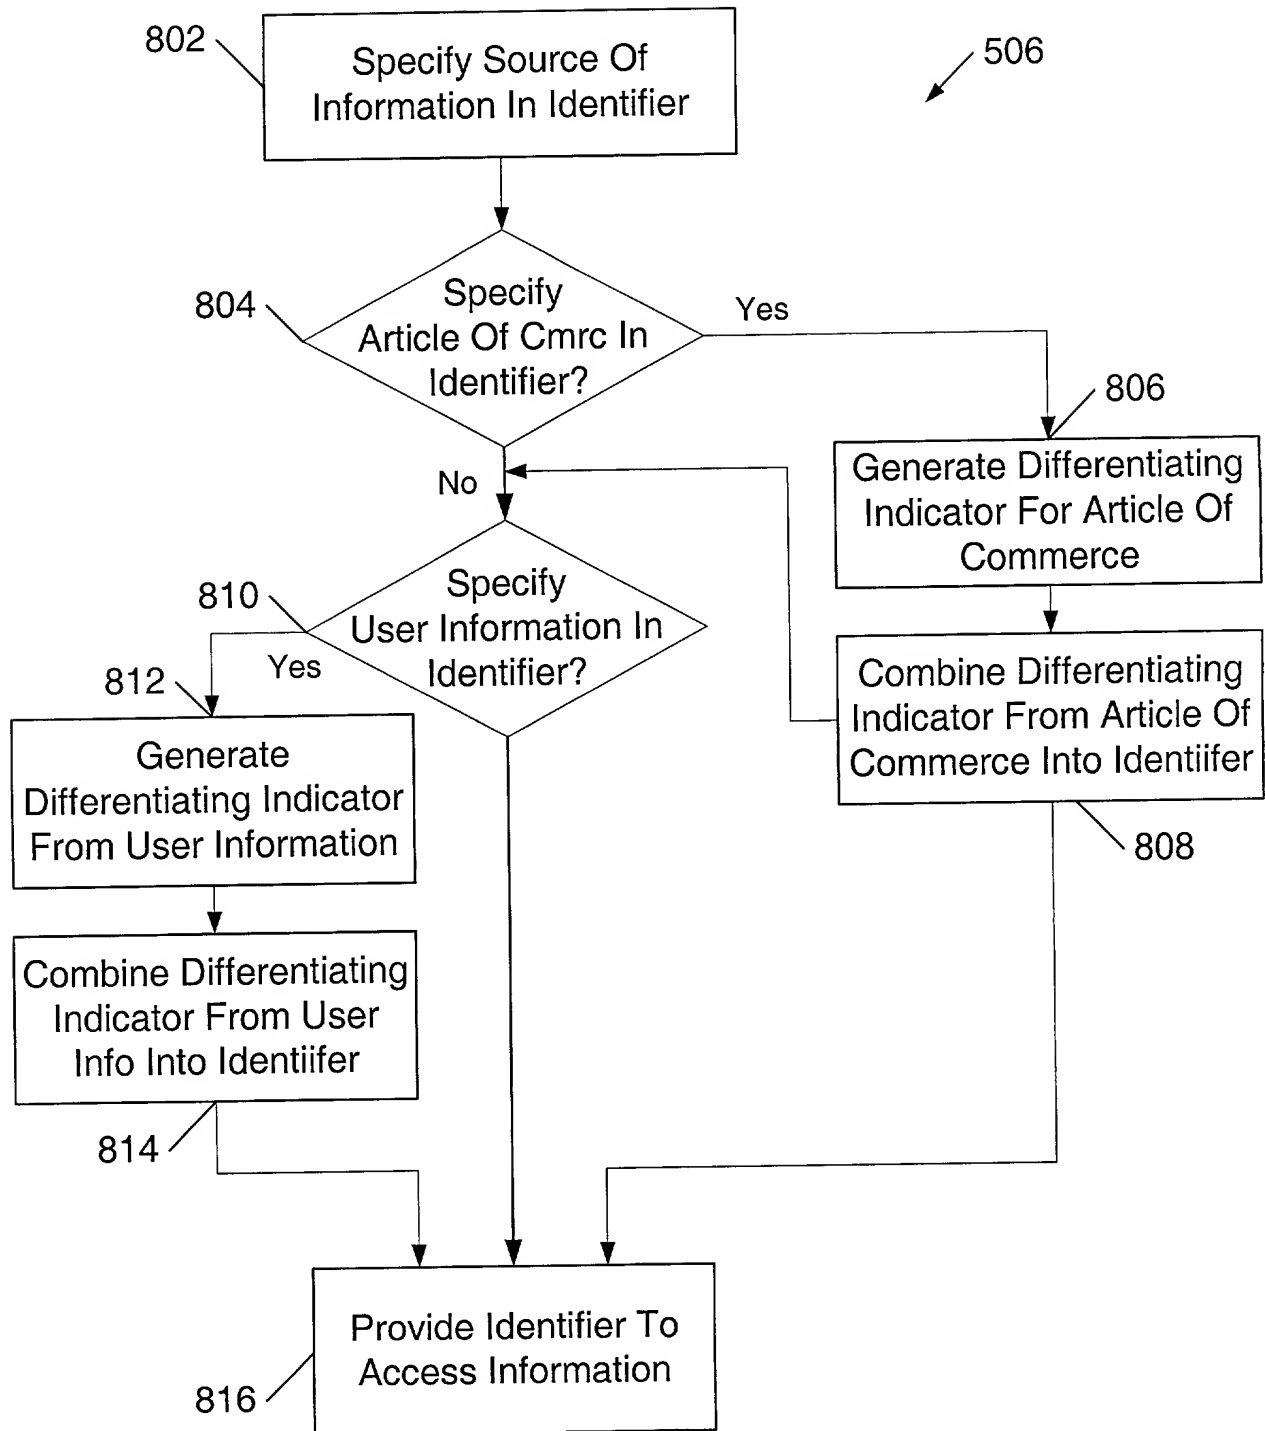 802
Specify Source Of
Information In Identifier
506
804
Specify
Article Of Cmrc In
Identifier?
Yes
806
Generate Differentiating
Indicator For Article Of
Commerce
No
810
Specify
User Information In
Identifier?
Yes
Combine Differentiating
Indicator From Article Of
Commerce Into Identiifer
808
812
Generate
Differentiating Indicator
From User Information
Combine Differentiating
Indicator From User
Info Into Identiifer
814
Provide Identifier To
Access Information
816